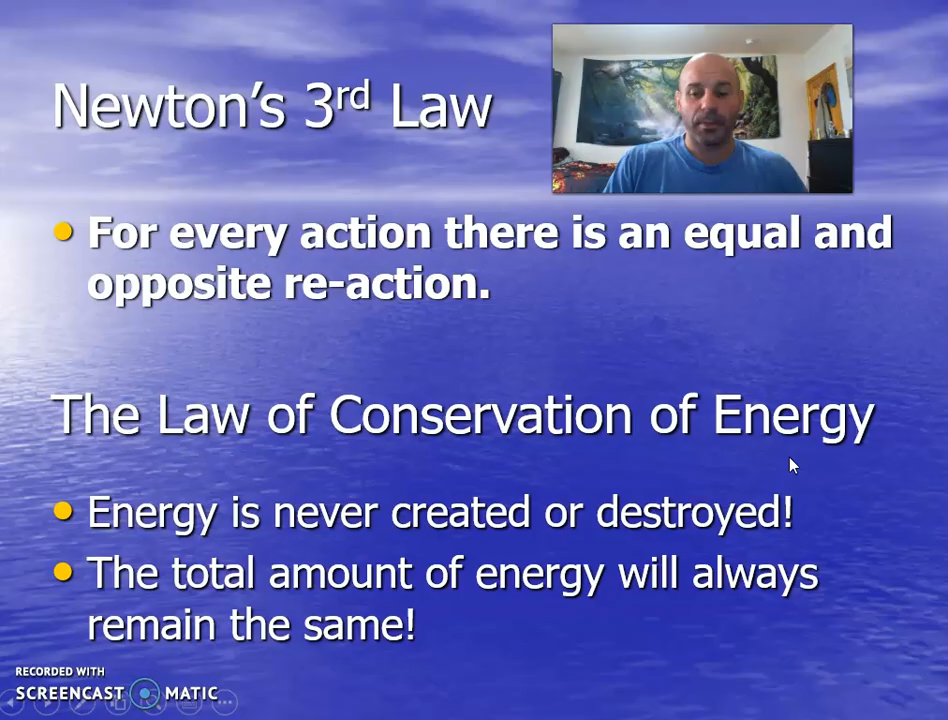 Newton's 3rd Law
For every action there is an equal and
opposite re-action.
The Law of Conservation of Energy
Energy is never created or destroyed!
The total amount of energy will always
remain the same!
RECORDED WITH
SCREENCAST MATIC